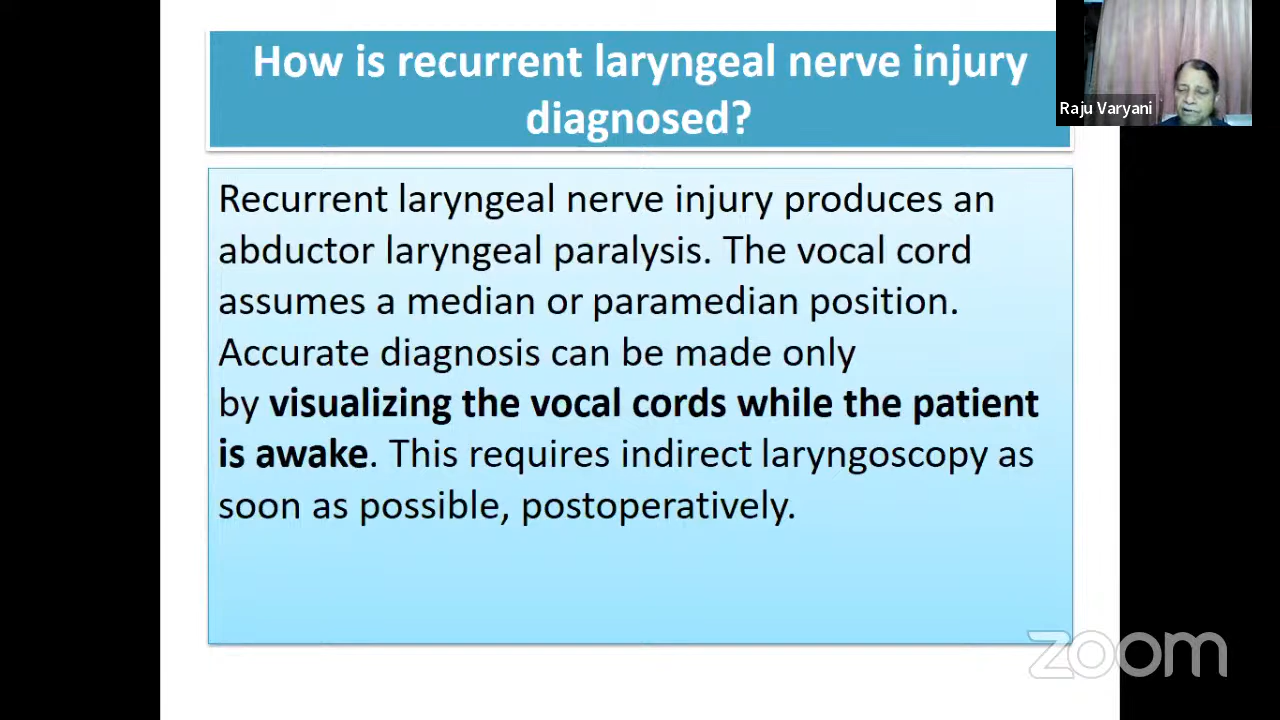 How is recurrent laryngeal nerve injury
diagnosed?
Raju Varyani
Recurrent laryngeal nerve injury produces an
abductor laryngeal paralysis. The vocal cord
assumes a median or paramedian position.
Accurate diagnosis can be made only
by visualizing the vocal cords while the patient
is awake. This requires indirect laryngoscopy as
soon as possible, postoperatively.
zoom